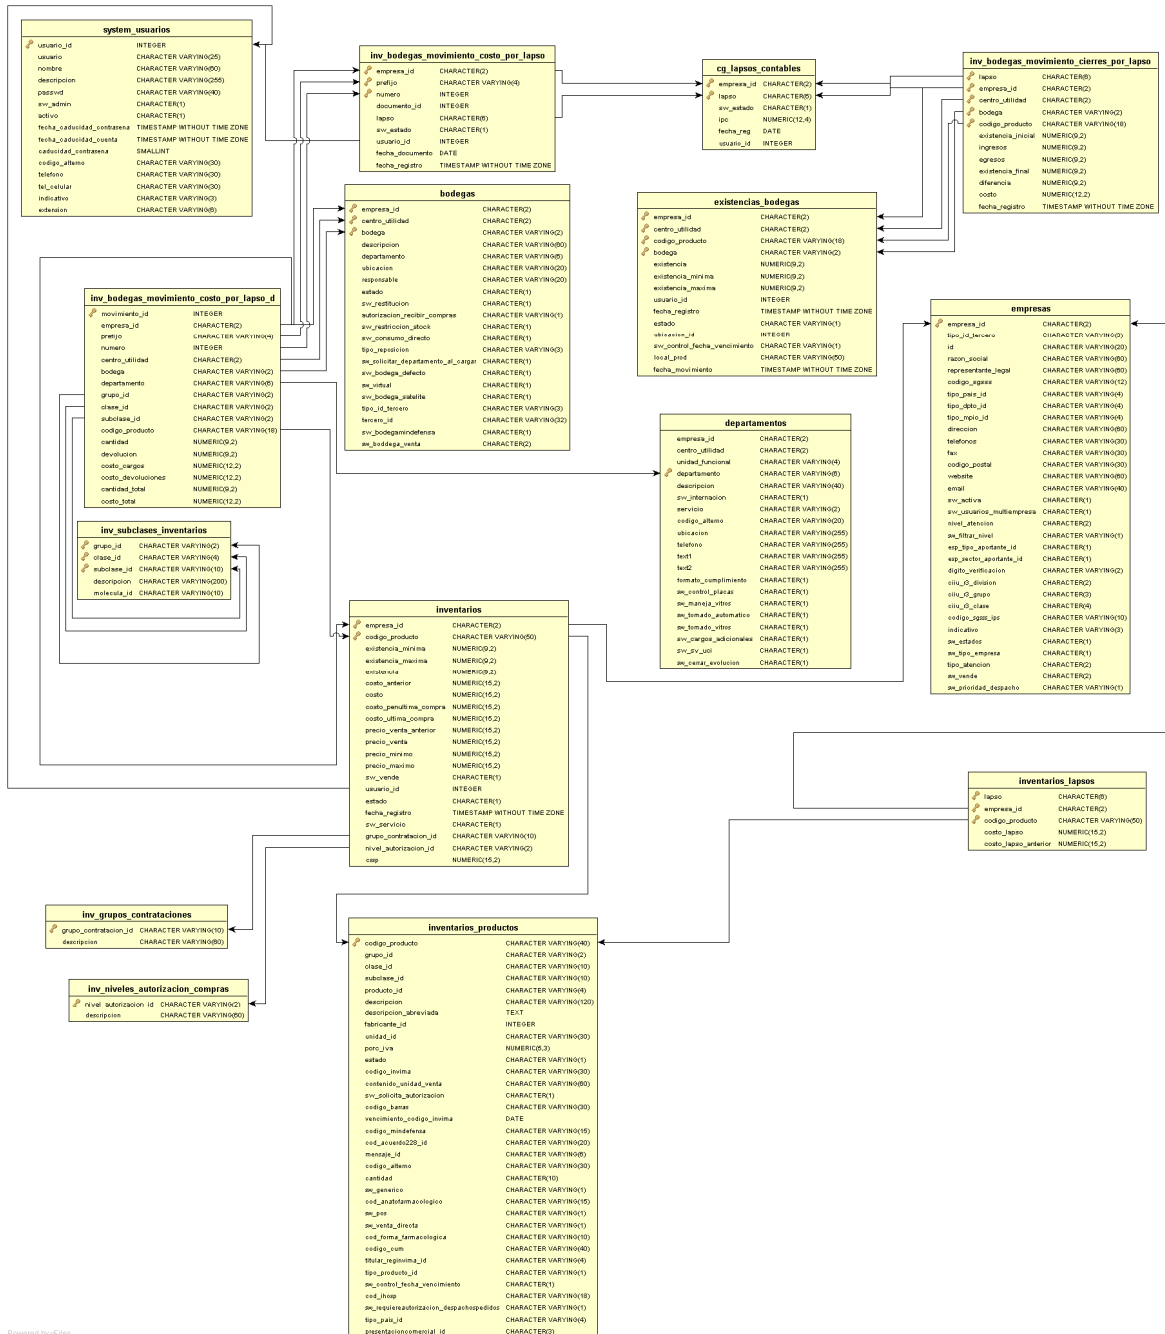 system_usuarios
usuario_id INTEGER
usuario CHARACTER VARYING(25)
nombre CHARACTER VARYING(60)
descripcion CHARACTER VARYING(255)
passwd CHARACTER VARYING(40)
sw_admin CHARACTER(1)
activo CHARACTER(1)
fecha_caducidad_contrasena TIMESTAMP WITHOUT TIME ZONE
fecha_caducidad_cuenta TIMESTAMP WITHOUT TIME ZONE
caducidad_contrasena SMALLINT
codigo_alterno CHARACTER VARYING(30)
telefono CHARACTER VARYING(30)
tel_celular CHARACTER VARYING(30)
indicativo CHARACTER VARYING(3)
extension CHARACTER VARYING(6)
inv_bodegas_movimiento_costo_por_lapso
empresa_id CHARACTER(2)
prefijo CHARACTER VARYING(4)
numero INTEGER
documento_id INTEGER
lapso CHARACTER(6)
sw_estado CHARACTER(1)
usuario_id INTEGER
fecha_documento DATE
fecha_registro TIMESTAMP WITHOUT TIME ZONE
cg_lapsos_contables
empresa_id CHARACTER(2)
lapso CHARACTER(6)
sw_estado CHARACTER(1)
ipc NUMERIC(12,4)
fecha_reg DATE
usuario_id INTEGER
inv_bodegas_movimiento_cierres_por_lapso
lapso CHARACTER(6)
empresa_id CHARACTER(2)
centro_utilidad CHARACTER(2)
bodega CHARACTER VARYING(2)
codigo_producto CHARACTER VARYING(18)
existencia_inicial NUMERIC(9,2)
ingresos NUMERIC(9,2)
egresos NUMERIC(9,2)
existencia_final NUMERIC(9,2)
diferencia NUMERIC(9,2)
costo NUMERIC(12,2)
fecha_registro TIMESTAMP WITHOUT TIME ZONE
bodegas
empresa_id CHARACTER(2)
centro_utilidad CHARACTER(2)
bodega CHARACTER VARYING(2)
descripcion CHARACTER VARYING(60)
departamento CHARACTER VARYING(6)
ubicacion CHARACTER VARYING(20)
responsable CHARACTER VARYING(20)
estado CHARACTER(1)
sw_restitucion CHARACTER(1)
autorizacion_recibir_compras CHARACTER VARYING(1)
sw_restriccion_stock CHARACTER(1)
sw_consumo_directo CHARACTER(1)
tipo_reposicion CHARACTER VARYING(3)
sw_solicitar_departamento_al_cargar CHARACTER(1)
sw_bodega_defecto CHARACTER(1)
sw_virtual CHARACTER(1)
sw_bodega_satelite CHARACTER(1)
tipo_id_tercero CHARACTER VARYING(3)
tercero_id CHARACTER VARYING(32)
sw_bodegamindefensa CHARACTER(1)
sw_boddega_venta CHARACTER(2)
existencias_bodegas
empresa_id CHARACTER(2)
centro_utilidad CHARACTER(2)
codigo_producto CHARACTER VARYING(18)
bodega CHARACTER VARYING(2)
existencia NUMERIC(9,2)
existencia_minima NUMERIC(9,2)
existencia_maxima NUMERIC(9,2)
usuario_id INTEGER
fecha_registro TIMESTAMP WITHOUT TIME ZONE
estado CHARACTER VARYING(1)
ubicacion_id INTEGER
sw_control_fecha_vencimiento CHARACTER VARYING(1)
local_prod CHARACTER VARYING(50)
fecha_movimiento TIMESTAMP WITHOUT TIME ZONE
inv_bodegas_movimiento_costo_por_lapso_d
movimiento_id INTEGER
empresa_id CHARACTER(2)
prefijo CHARACTER VARYING(4)
numero INTEGER
centro_utilidad CHARACTER(2)
bodega CHARACTER VARYING(2)
departamento CHARACTER VARYING(6)
grupo_id CHARACTER VARYING(2)
clase_id CHARACTER VARYING(2)
subclase_id CHARACTER VARYING(2)
codigo_producto CHARACTER VARYING(18)
cantidad NUMERIC(9,2)
devolucion NUMERIC(9,2)
costo_cargos NUMERIC(12,2)
costo_devoluciones NUMERIC(12,2)
cantidad_total NUMERIC(9,2)
costo_total NUMERIC(12,2)
empresas
empresa_id CHARACTER(2)
tipo_id_tercero CHARACTER VARYING(3)
id CHARACTER VARYING(20)
razon_social CHARACTER VARYING(60)
representante_legal CHARACTER VARYING(60)
codigo_sgsss CHARACTER VARYING(12)
tipo_pais_id CHARACTER VARYING(4)
tipo_dpto_id CHARACTER VARYING(4)
tipo_mpio_id CHARACTER VARYING(4)
direccion CHARACTER VARYING(60)
telefonos CHARACTER VARYING(30)
fax CHARACTER VARYING(30)
codigo_postal CHARACTER VARYING(30)
website CHARACTER VARYING(60)
email CHARACTER VARYING(40)
sw_activa CHARACTER(1)
sw_usuarios_multiempresa CHARACTER(1)
nivel_atencion CHARACTER(2)
sw_filtrar_nivel CHARACTER VARYING(1)
esp_tipo_aportante_id CHARACTER(1)
esp_sector_aportante_id CHARACTER(1)
digito_verificacion CHARACTER VARYING(2)
ciiu_r3_division CHARACTER(2)
ciiu_r3_grupo CHARACTER(3)
ciiu_r3_clase CHARACTER(4)
codigo_sgsss_ips CHARACTER VARYING(10)
indicativo CHARACTER VARYING(3)
sw_estados CHARACTER(1)
sw_tipo_empresa CHARACTER(1)
tipo_atencion CHARACTER(2)
sw_vende CHARACTER(2)
sw_prioridad_despacho CHARACTER VARYING(1)
departamentos
empresa_id CHARACTER(2)
centro_utilidad CHARACTER(2)
unidad_funcional CHARACTER VARYING(4)
departamento CHARACTER VARYING(6)
descripcion CHARACTER VARYING(40)
sw_internacion CHARACTER(1)
servicio CHARACTER VARYING(2)
codigo_alterno CHARACTER VARYING(20)
ubicacion CHARACTER VARYING(255)
telefono CHARACTER VARYING(255)
text1 CHARACTER VARYING(255)
text2 CHARACTER VARYING(255)
formato_cumplimiento CHARACTER(1)
sw_control_placas CHARACTER(1)
sw_maneja_vitros CHARACTER(1)
sw_tomado_automatico CHARACTER(1)
sw_tomado_vitros CHARACTER(1)
sw_cargos_adicionales CHARACTER(1)
sw_sv_uci CHARACTER(1)
sw_cerrar_evolucion CHARACTER(1)
inv_subclases_inventarios
grupo_id CHARACTER VARYING(2)
clase_id CHARACTER VARYING(4)
subclase_id CHARACTER VARYING(10)
descripcion CHARACTER VARYING(200)
molecula_id CHARACTER VARYING(10)
inventarios
empresa_id CHARACTER(2)
codigo_producto CHARACTER VARYING(50)
existencia_minima NUMERIC(9,2)
existencia_maxima NUMERIC(9,2)
existencia NUMERIC(9,2)
costo_anterior NUMERIC(15,2)
costo NUMERIC(15,2)
costo_penultima_compra NUMERIC(15,2)
costo_ultima_compra NUMERIC(15,2)
precio_venta_anterior NUMERIC(15,2)
precio_venta NUMERIC(15,2)
precio_minimo NUMERIC(15,2)
precio_maximo NUMERIC(15,2)
sw_vende CHARACTER(1)
usuario_id INTEGER
estado CHARACTER(1)
fecha_registro TIMESTAMP WITHOUT TIME ZONE
sw_servicio CHARACTER(1)
grupo_contratacion_id CHARACTER VARYING(10)
nivel_autorizacion_id CHARACTER VARYING(2)
cmp NUMERIC(15,2)
inventarios_lapsos
lapso CHARACTER(6)
empresa_id CHARACTER(2)
codigo_producto CHARACTER VARYING(50)
costo_lapso NUMERIC(15,2)
costo_lapso_anterior NUMERIC(15,2)
inv_grupos_contrataciones
grupo_contratacion_id CHARACTER VARYING(10)
descripcion CHARACTER VARYING(80)
inv_niveles_autorizacion_compras
nivel_autorizacion_id CHARACTER VARYING(2)
descripcion CHARACTER VARYING(60)
inventarios_productos
codigo_producto CHARACTER VARYING(40)
grupo_id CHARACTER VARYING(2)
clase_id CHARACTER VARYING(10)
subclase_id CHARACTER VARYING(10)
producto_id CHARACTER VARYING(4)
descripcion CHARACTER VARYING(120)
descripcion_abreviada TEXT
fabricante_id INTEGER
unidad_id CHARACTER VARYING(30)
porc_iva NUMERIC(5,3)
estado CHARACTER VARYING(1)
codigo_invima CHARACTER VARYING(30)
contenido_unidad_venta CHARACTER VARYING(60)
sw_solicita_autorizacion CHARACTER(1)
codigo_barras CHARACTER VARYING(30)
vencimiento_codigo_invima DATE
codigo_mindefensa CHARACTER VARYING(15)
cod_acuerdo228_id CHARACTER VARYING(20)
mensaje_id CHARACTER VARYING(6)
codigo_alterno CHARACTER VARYING(30)
cantidad CHARACTER(10)
sw_generico CHARACTER VARYING(1)
cod_anatofarmacologico CHARACTER VARYING(15)
sw_pos CHARACTER VARYING(1)
sw_venta_directa CHARACTER VARYING(1)
cod_forma_farmacologica CHARACTER VARYING(10)
codigo_cum CHARACTER VARYING(40)
titular_reginvima_id CHARACTER VARYING(4)
tipo_producto_id CHARACTER VARYING(1)
sw_control_fecha_vencimiento CHARACTER(1)
cod_ihosp CHARACTER VARYING(18)
sw_requiereautorizacion_despachospedidos CHARACTER VARYING(1)
tipo_pais_id CHARACTER VARYING(4)
presentacioncomercial_id CHARACTER(3)